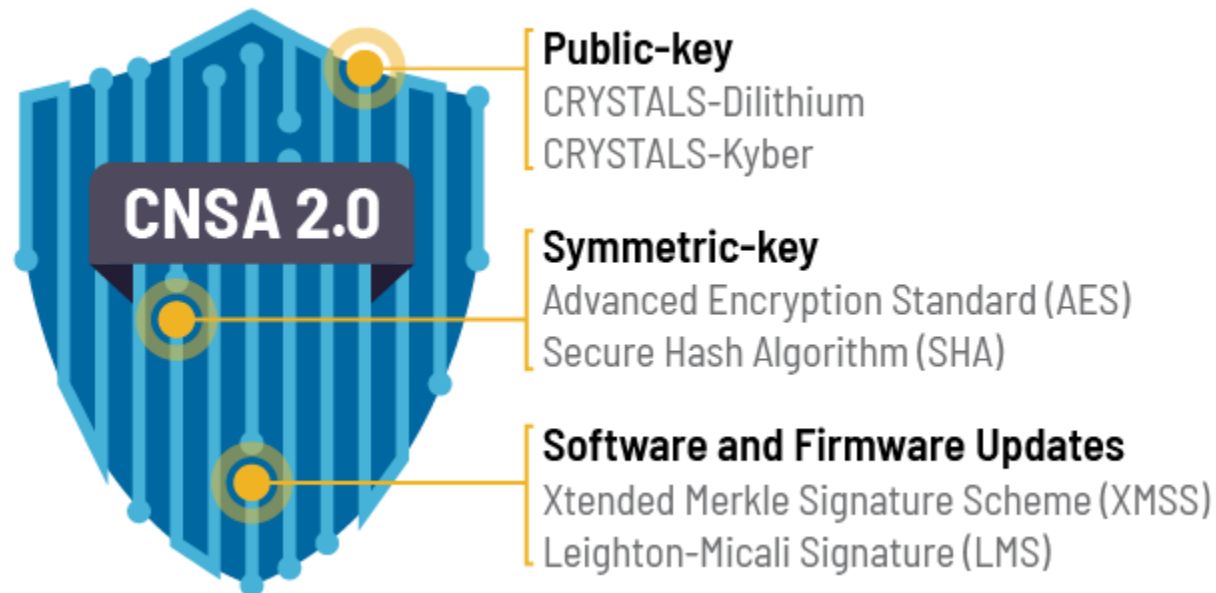 CNSA 2.0
Public-key
CRYSTALS-Dilithium
CRYSTALS-Kyber
Symmetric-key
Advanced Encryption Standard (AES)
Secure Hash Algorithm (SHA)
Software and Firmware Updates
Xtended Merkle Signature Scheme (XMSS)
Leighton-Micali Signature (LMS)